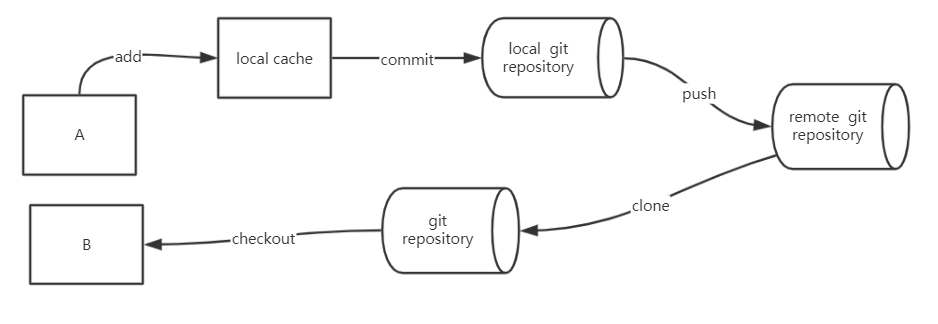 add
local cache
commit
local git
repository
push
A
remote git
repository
clone
git
repository
checkout
B